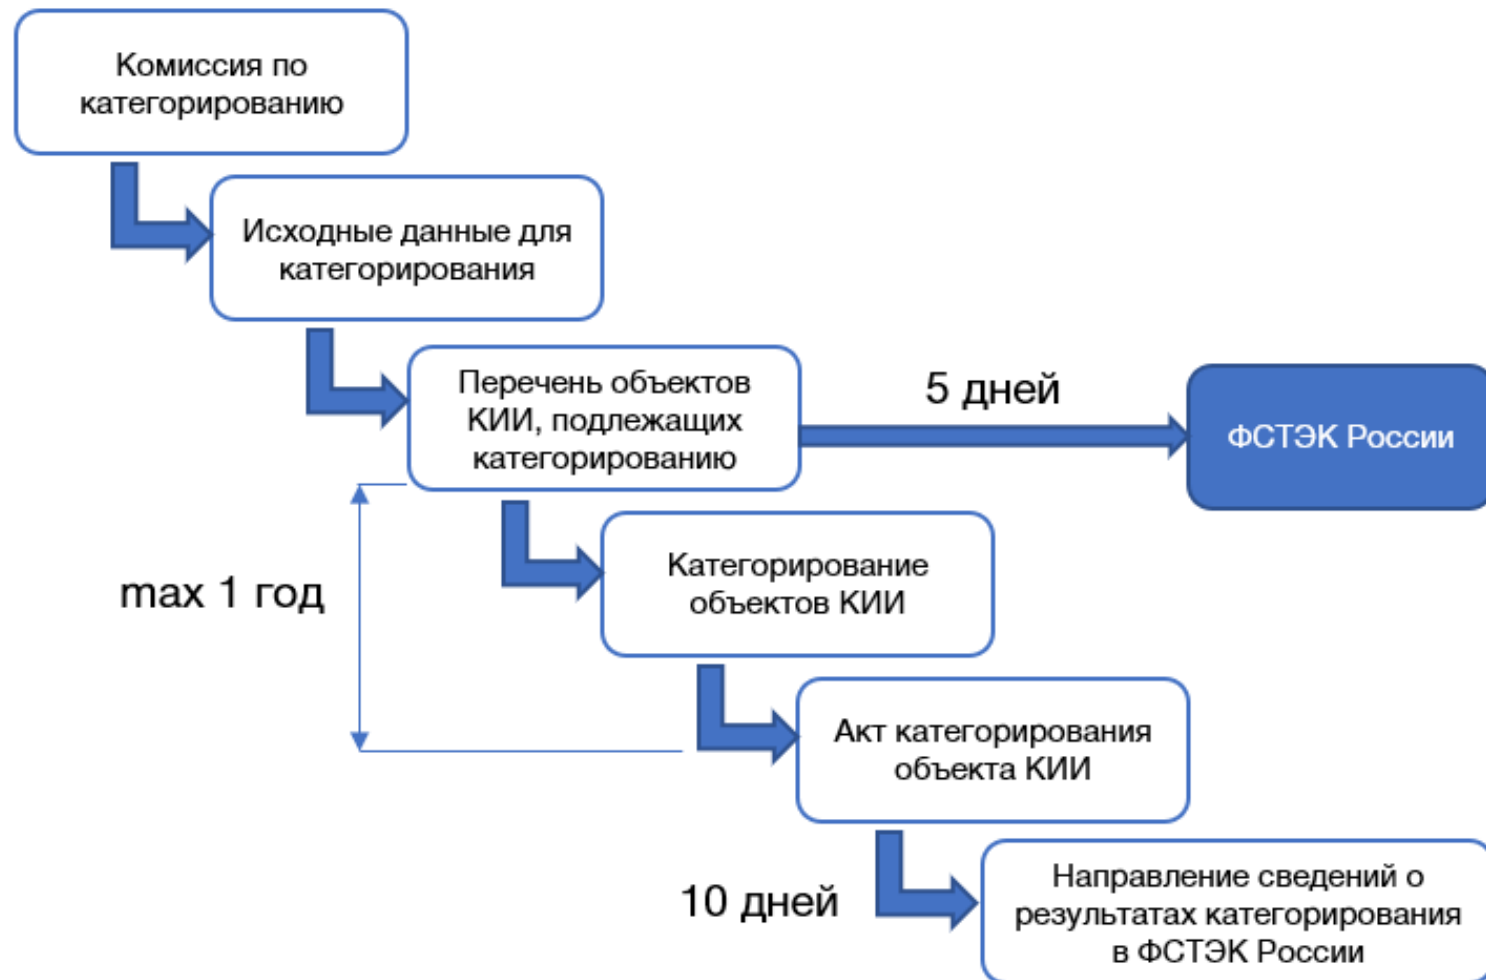 Комиссия по
категорированию
Исходные данные для
категорирования
Перечень объектов
КИИ, подлежащих
категорированию
5 дней
ФСТЭК России
max 1 год
Категорирование
объектов КИИ
Акт категорирования
объекта КИИ
10 дней
Направление сведений о
результатах категорирования
в ФСТЭК России